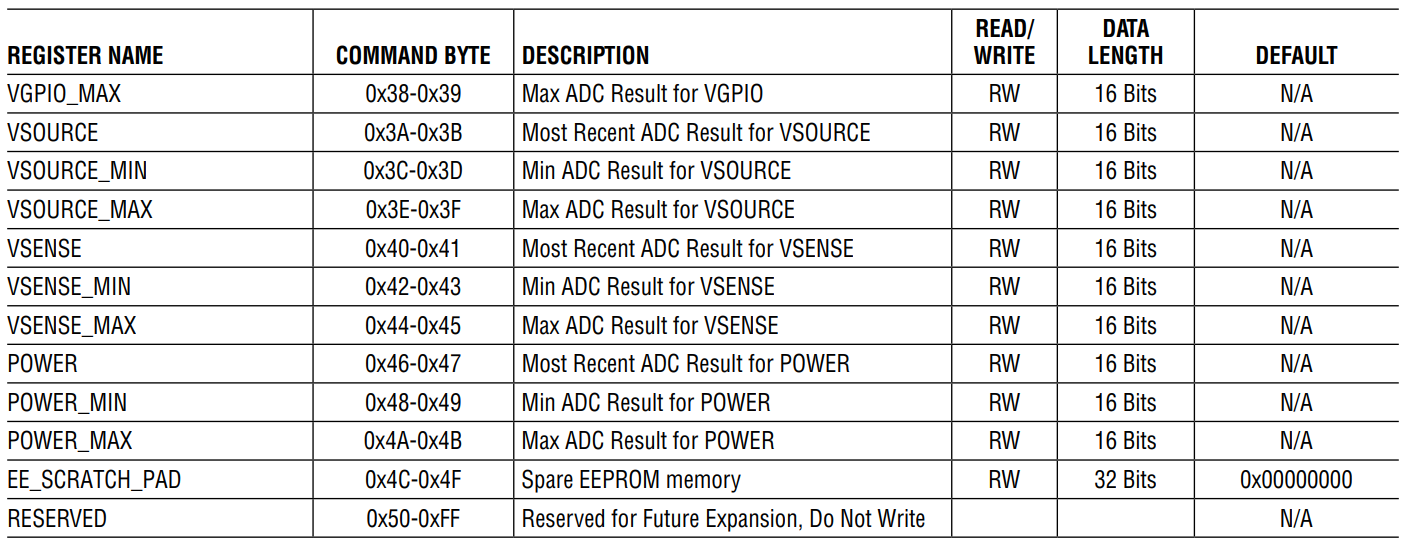 REGISTER NAME COMMAND BYTE DESCRIPTION READ/ WRITE DATA LENGTH DEFAULT
VGPIO_MAX 0x38-0x39 Max ADC Result for VGPIO RW 16 Bits N/A
VSOURCE 0x3A-0x3B Most Recent ADC Result for VSOURCE RW 16 Bits N/A
VSOURCE_MIN 0x3C-0x3D Min ADC Result for VSOURCE RW 16 Bits N/A
VSOURCE_MAX 0x3E-0x3F Max ADC Result for VSOURCE RW 16 Bits N/A
VSENSE 0x40-0x41 Most Recent ADC Result for VSENSE RW 16 Bits N/A
VSENSE_MIN 0x42-0x43 Min ADC Result for VSENSE RW 16 Bits N/A
VSENSE_MAX 0x44-0x45 Max ADC Result for VSENSE RW 16 Bits N/A
POWER 0x46-0x47 Most Recent ADC Result for POWER RW 16 Bits N/A
POWER_MIN 0x48-0x49 Min ADC Result for POWER RW 16 Bits N/A
POWER_MAX 0x4A-0x4B Max ADC Result for POWER RW 16 Bits N/A
EE_SCRATCH_PAD 0x4C-0x4F Spare EEPROM memory RW 32 Bits 0x00000000
RESERVED 0x50-0xFF Reserved for Future Expansion, Do Not Write N/A